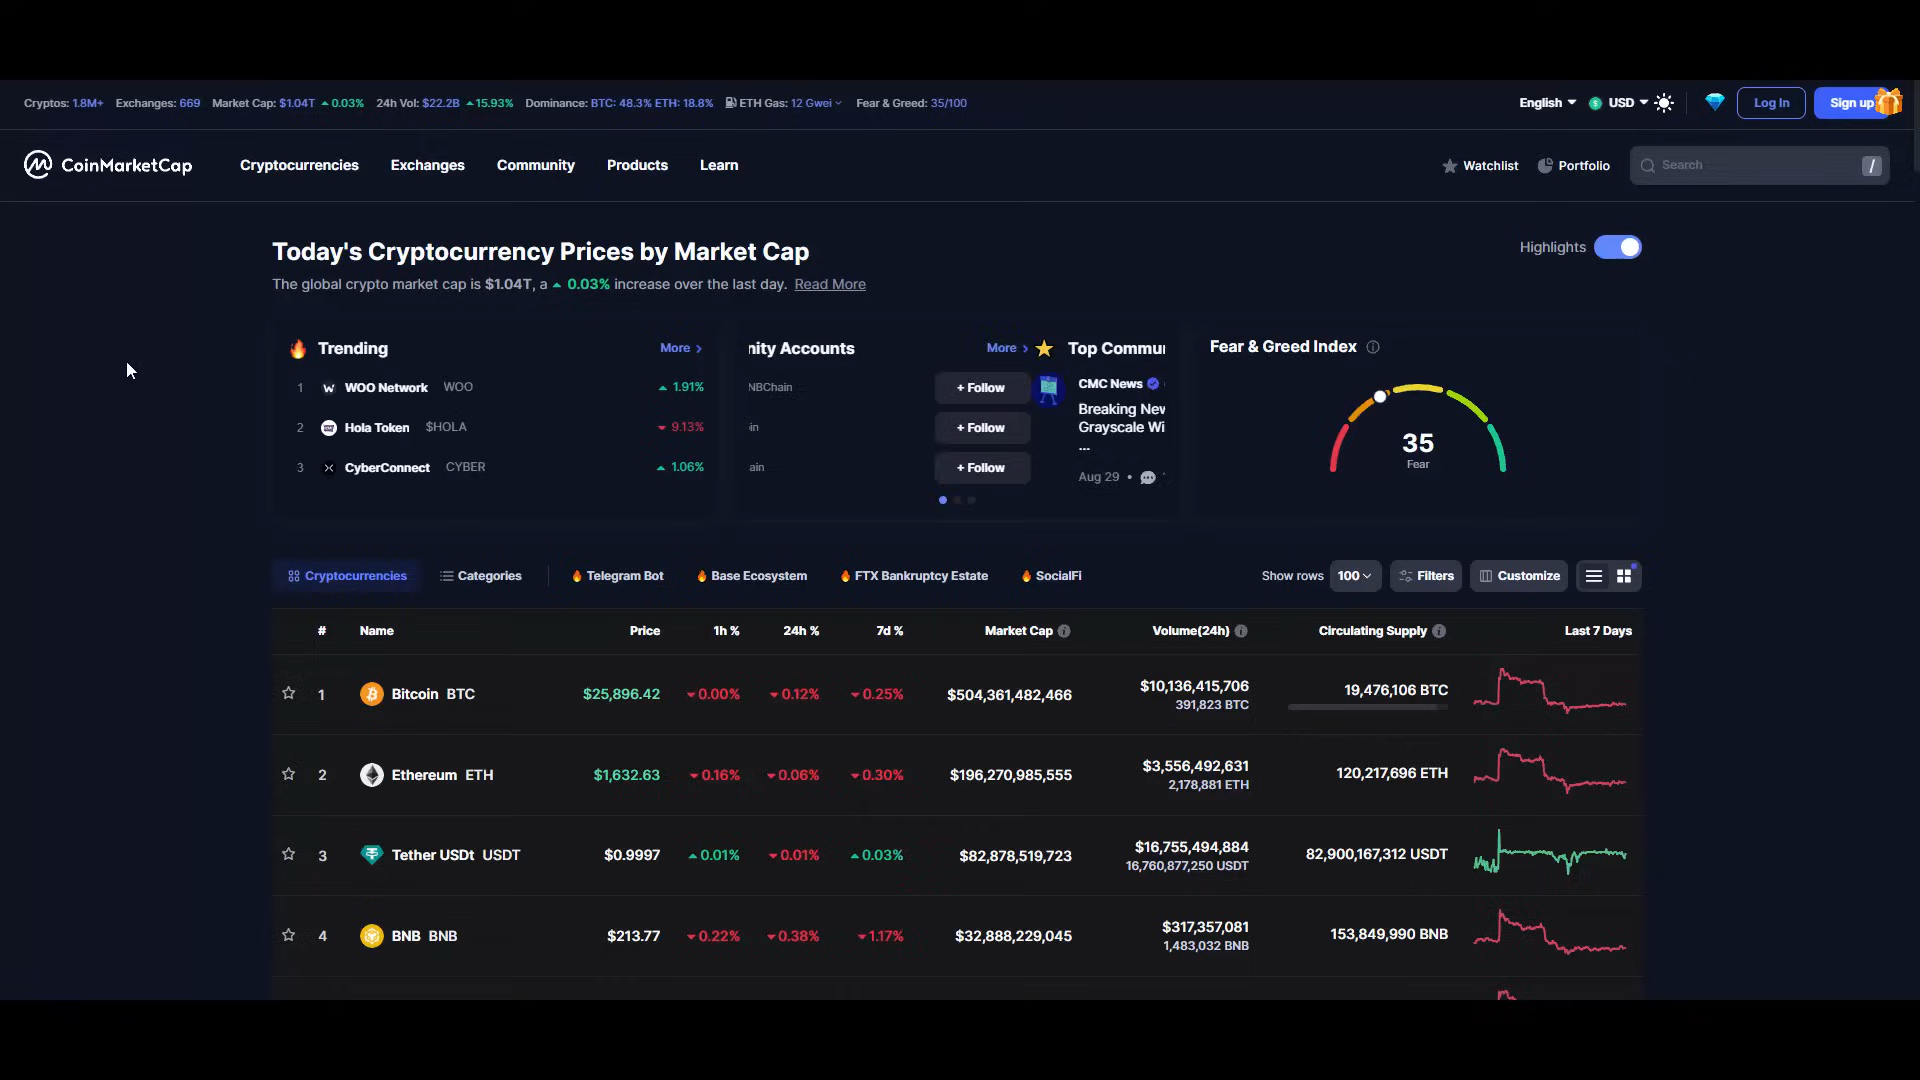 Cryptos: 1.8M+ Exchanges: 669 Market Cap: $1.04T 0.03% 24h Vol: $22.2B 15.93% Dominance: BTC: 48.3% ETH: 18.8% ETH Gas: 12 Gwei Fear & Greed: 35/100 English USD Log In Sign up
CoinMarketCap Cryptocurrencies Exchanges Community Products Learn Watchlist Portfolio Search /
Today's Cryptocurrency Prices by Market Cap Highlights
The global crypto market cap is $1.04T, a 0.03% increase over the last day. Read More
Trending More
1 WOO Network WOO 1.91%
2 Hola Token $HOLA 9.13%
3 CyberConnect CYBER 1.06%
nity Accounts More
NBChain + Follow
in + Follow
ain + Follow
Top Commu
CMC News
Breaking Nev
Grayscale Wi
...
Aug 29 •
Fear & Greed Index
35
Fear
Cryptocurrencies Categories Telegram Bot Base Ecosystem FTX Bankruptcy Estate SocialFi Show rows 100 Filters Customize
# Name Price 1h % 24h % 7d % Market Cap Volume(24h) Circulating Supply Last 7 Days
1 Bitcoin BTC $25,896.42 0.00% 0.12% 0.25% $504,361,482,466 $10,136,415,706 19,476,106 BTC
391,823 BTC
2 Ethereum ETH $1,632.63 0.16% 0.06% 0.30% $196,270,985,555 $3,556,492,631 120,217,696 ETH
2,178,881 ETH
3 Tether USDt USDT $0.9997 0.01% 0.01% 0.03% $82,878,519,723 $16,755,494,884 82,900,167,312 USDT
16,760,877,250 USDT
4 BNB BNB $213.77 0.22% 0.38% 1.17% $32,888,229,045 $317,357,081 153,849,990 BNB
1,483,032 BNB